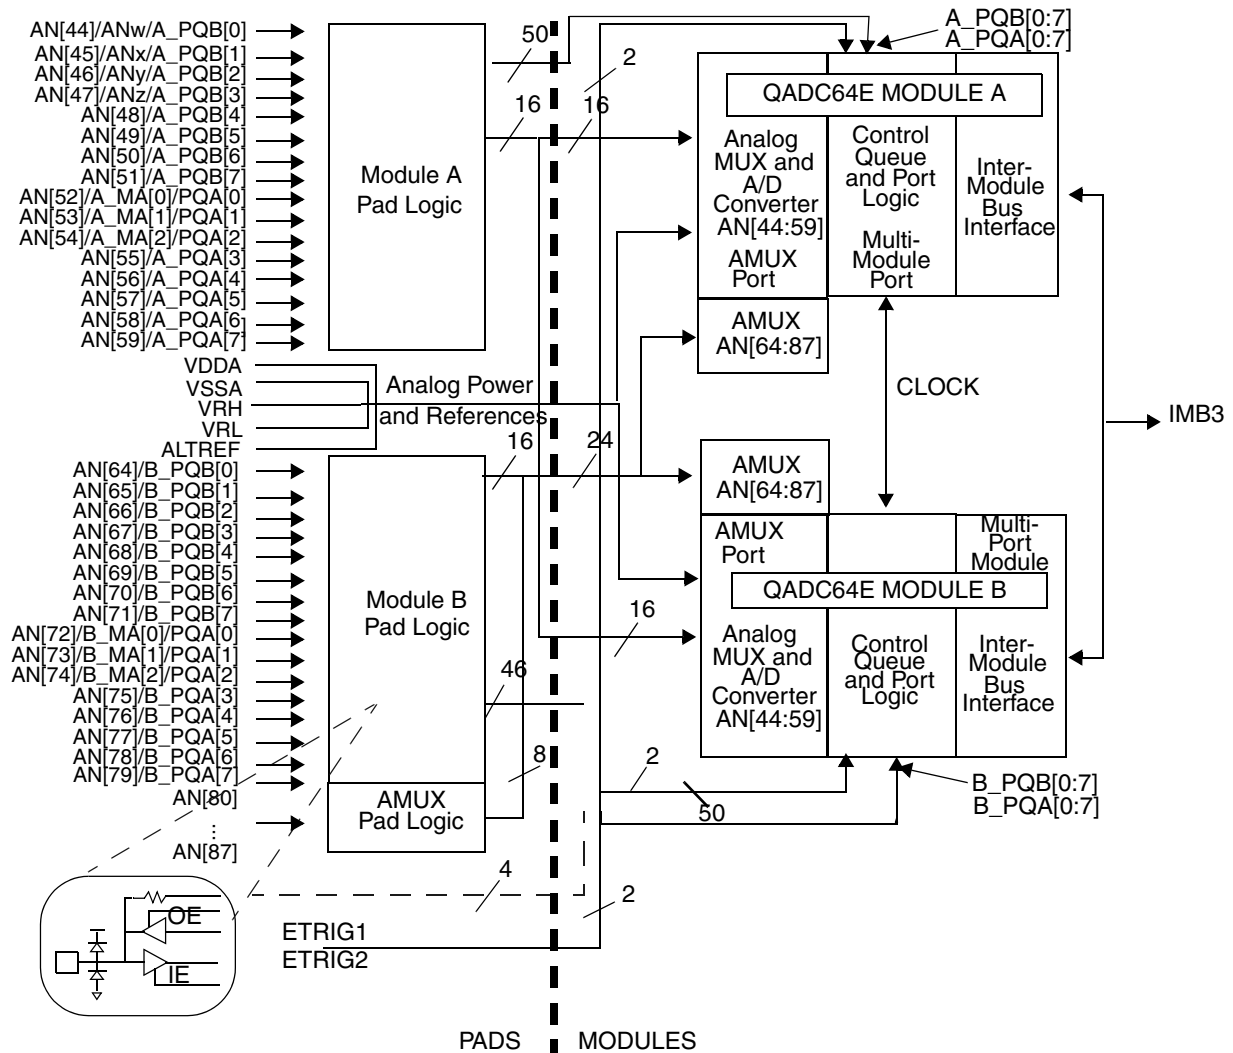 AN[44]/ANw/A_PQB[0]
AN[45]/ANx/A_PQB[1]
AN[46]/ANy/A_PQB[2]
AN[47]/ANz/A_PQB[3]
AN[48]/A_PQB[4]
AN[49]/A_PQB[5]
AN[50]/A_PQB[6]
AN[51]/A_PQB[7]
AN[52]/A_MA[0]/PQA[0]
AN[53]/A_MA[1]/PQA[1]
AN[54]/A_MA[2]/PQA[2]
AN[55]/A_PQA[3]
AN[56]/A_PQA[4]
AN[57]/A_PQA[5]
AN[58]/A_PQA[6]
AN[59]/A_PQA[7]
VDDA
VSSA
VRH
VRL
ALTREF
AN[64]/B_PQB[0]
AN[65]/B_PQB[1]
AN[66]/B_PQB[2]
AN[67]/B_PQB[3]
AN[68]/B_PQB[4]
AN[69]/B_PQB[5]
AN[70]/B_PQB[6]
AN[71]/B_PQB[7]
AN[72]/B_MA[0]/PQA[0]
AN[73]/B_MA[1]/PQA[1]
AN[74]/B_MA[2]/PQA[2]
AN[75]/B_PQA[3]
AN[76]/B_PQA[4]
AN[77]/B_PQA[5]
AN[78]/B_PQA[6]
AN[79]/B_PQA[7]
AN[80]
...
AN[87]
OE
IE
Module A
Pad Logic
Analog Power
and References
Module B
Pad Logic
AMUX
Pad Logic
ETRIG1
ETRIG2
50
2
16
16
16
24
16
46
8
2
50
4
2
A_PQB[0:7]
A_PQA[0:7]
QADC64E MODULE A
Analog
MUX and
A/D
Converter
AN[44:59]
AMUX
Port
Control
Queue
and Port
Logic
Multi-
Module
Port
Inter-
Module
Bus
Interface
AMUX
AN[64:87]
CLOCK
IMB3
AMUX
AN[64:87]
AMUX
Port
Multi-
Port
Module
QADC64E MODULE B
Analog
MUX and
A/D
Converter
AN[44:59]
Control
Queue
and Port
Logic
Inter-
Module
Bus
Interface
B_PQB[0:7]
B_PQA[0:7]
PADS
MODULES